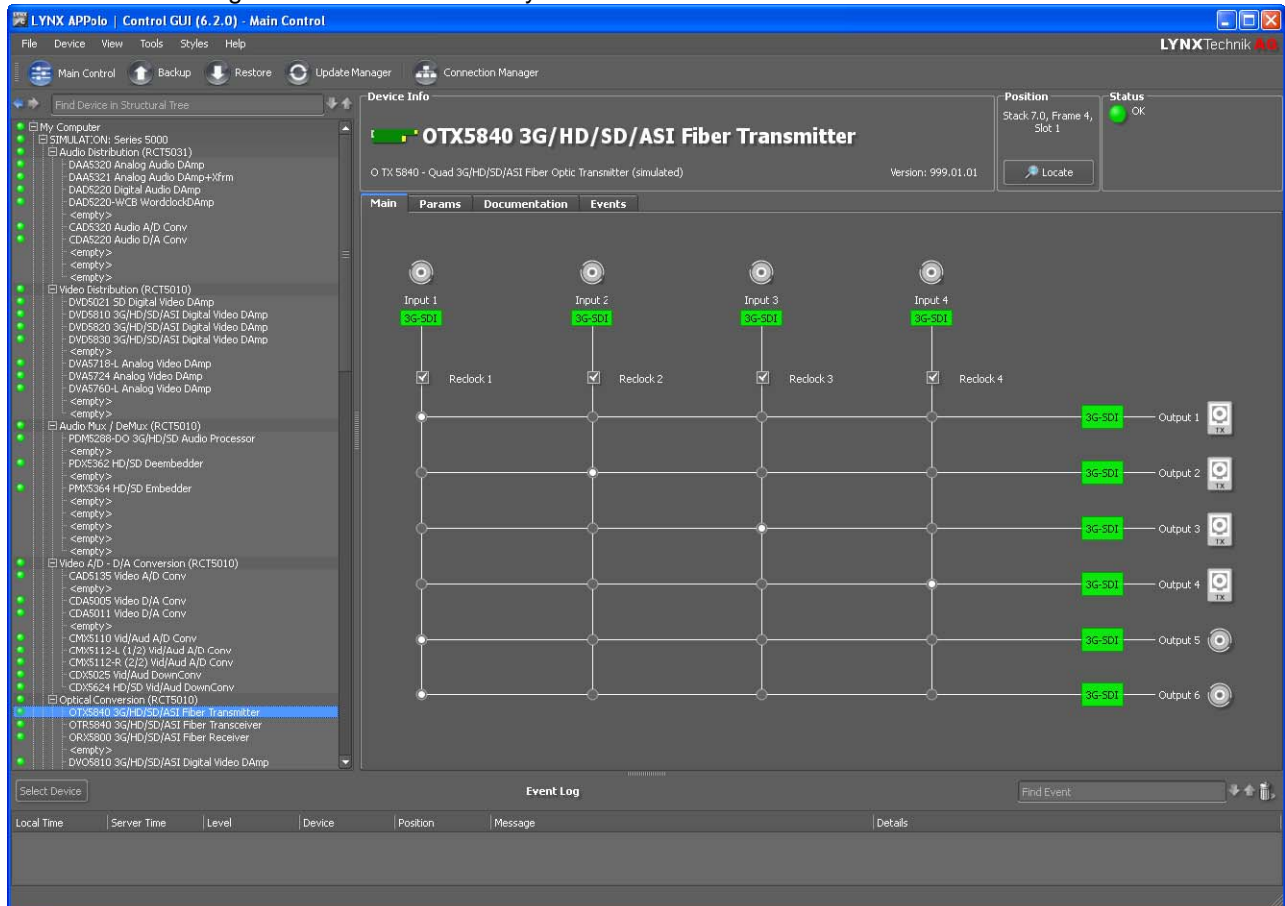 LYNX APPolo | Control GUI (6.2.0) - Main Control
File Device View Tools Styles Help
LYNXTechnik AG
Main Control Backup Restore Update Manager Connection Manager
Find Device in Structural Tree
My Computer
SIMULATION: Series 5000
Audio Distribution (RCT5031)
DAA5320 Analog Audio DAmp
DAA5321 Analog Audio DAmp+Xfrm
DAD5220 Digital Audio DAmp
DAD5220-WCB WordclockDAmp
<empty>
CAD5320 Audio A/D Conv
CDA5220 Audio D/A Conv
<empty>
<empty>
<empty>
Video Distribution (RCT5010)
DVD5021 SD Digital Video DAmp
DVD5810 3G/HD/SD/ASI Digital Video DAmp
DVD5820 3G/HD/SD/ASI Digital Video DAmp
DVD5830 3G/HD/SD/ASI Digital Video DAmp
<empty>
DVA5718-L Analog Video DAmp
DVA5724 Analog Video DAmp
DVA5760-L Analog Video DAmp
<empty>
<empty>
Audio Mux / DeMux (RCT5010)
PDM5288-DO 3G/HD/SD Audio Processor
<empty>
PDX5362 HD/SD Deembedder
<empty>
PMX5364 HD/SD Embedder
<empty>
<empty>
<empty>
<empty>
<empty>
Video A/D - D/A Conversion (RCT5010)
CAD5135 Video A/D Conv
<empty>
CDA5005 Video D/A Conv
CDA5011 Video D/A Conv
<empty>
CMX5110 Vid/Aud A/D Conv
CMX5112-L (1/2) Vid/Aud A/D Conv
CMX5112-R (2/2) Vid/Aud A/D Conv
CDX5025 Vid/Aud DownConv
CDX5624 HD/SD Vid/Aud DownConv
Optical Conversion (RCT5010)
OTX5840 3G/HD/SD/ASI Fiber Transmitter
OTR5840 3G/HD/SD/ASI Fiber Transceiver
ORX5800 3G/HD/SD/ASI Fiber Receiver
<empty>
DVO5810 3G/HD/SD/ASI Digital Video DAmp
Device Info
OTX5840 3G/HD/SD/ASI Fiber Transmitter
O TX 5840 - Quad 3G/HD/SD/ASI Fiber Optic Transmitter (simulated) Version: 999.01.01
Position
Stack 7.0, Frame 4,
Slot 1
Locate
Status
OK
Main Params Documentation Events
Input 1 Input 2 Input 3 Input 4
3G-SDI 3G-SDI 3G-SDI 3G-SDI
Reclock 1 Reclock 2 Reclock 3 Reclock 4
3G-SDI Output 1
TX
3G-SDI Output 2
TX
3G-SDI Output 3
TX
3G-SDI Output 4
TX
3G-SDI Output 5
3G-SDI Output 6
Select Device Event Log Find Event
Local Time Server Time Level Device Position Message Details